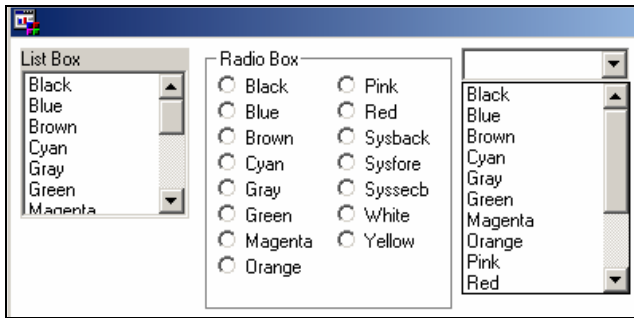 List Box
Black
Blue
Brown
Cyan
Gray
Green
Magenta
Radio Box
Black
Blue
Brown
Cyan
Gray
Green
Magenta
Orange
Pink
Red
Sysback
Sysfore
Syssecb
White
Yellow
Black
Blue
Brown
Cyan
Gray
Green
Magenta
Orange
Pink
Red